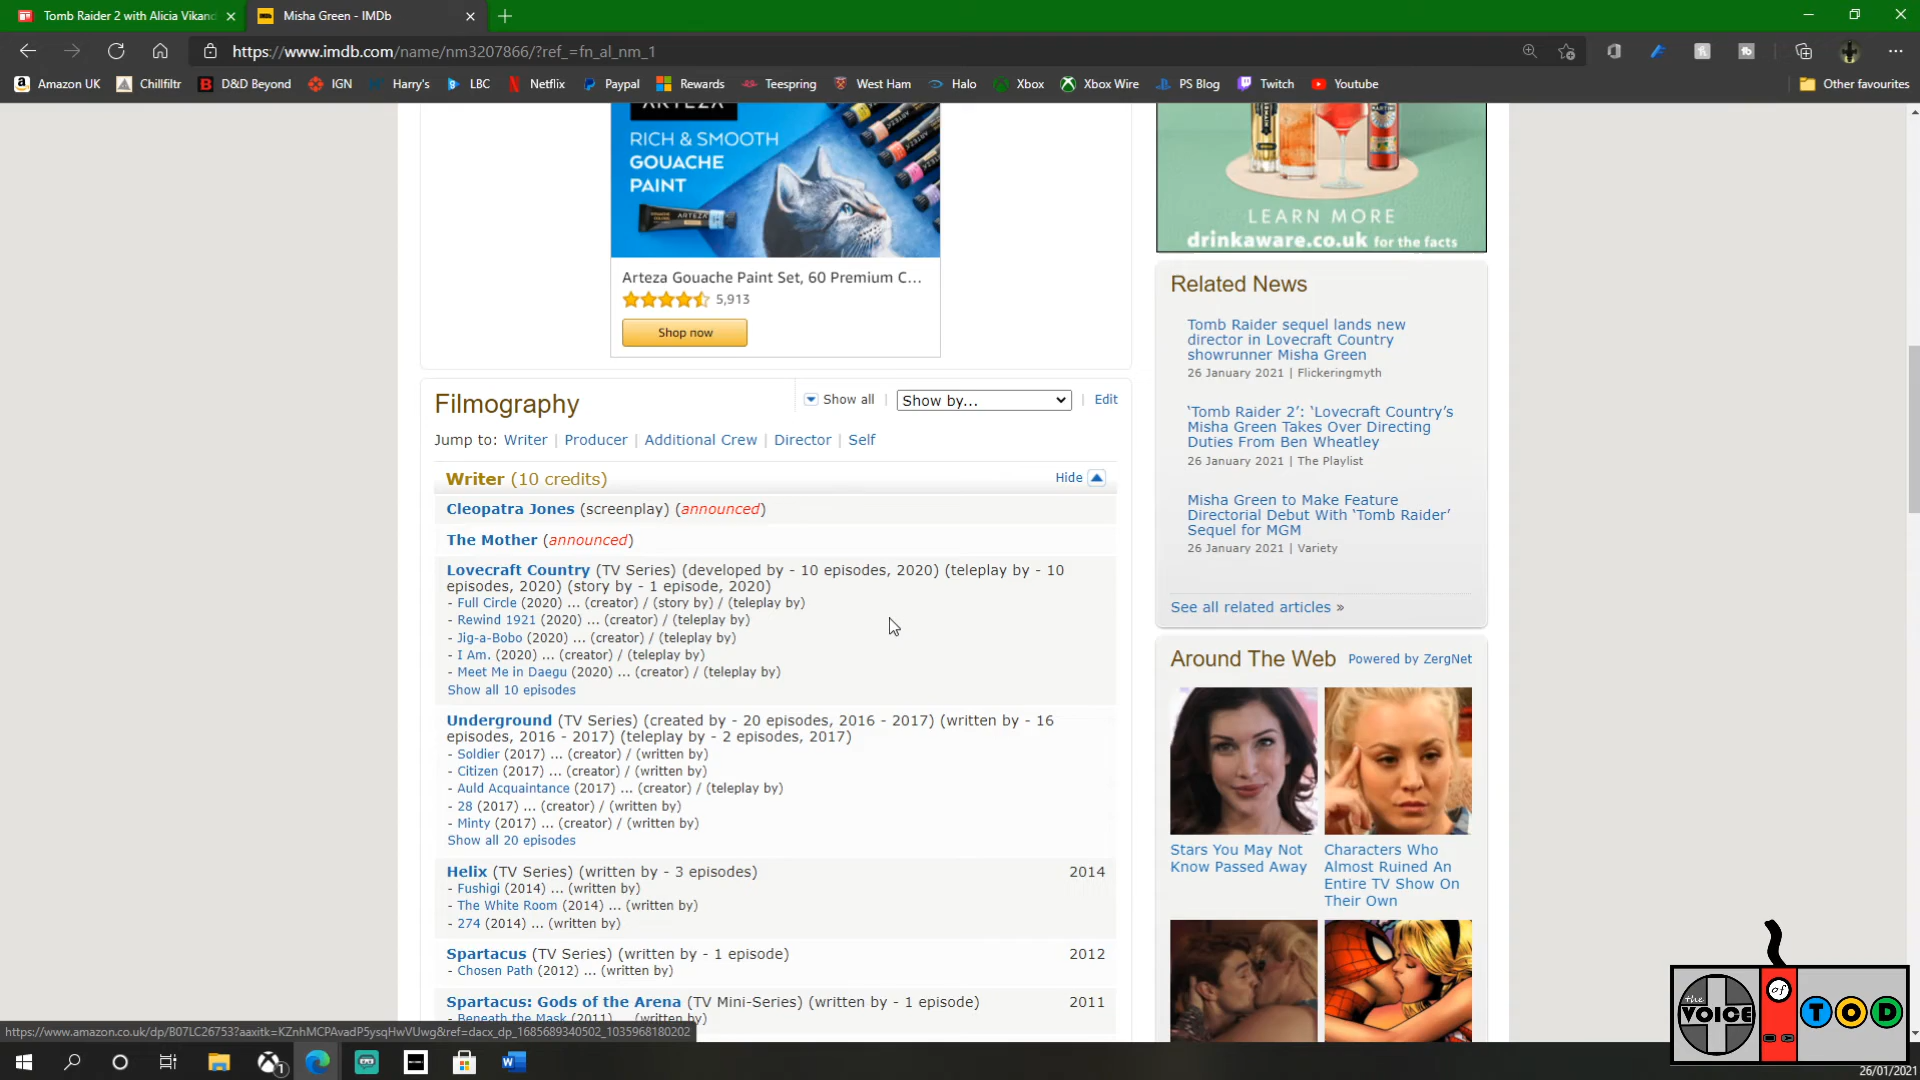 Tomb Raider 2 with Alicia Vikand
Misha Green - IMDb
https://www.imdb.com/name/nm3207866/?ref_=fn_al_nm_1
Amazon UK
Chillfiltr
D&D Beyond
IGN
Harry's
LBC
Netflix
Paypal
Rewards
Teespring
West Ham
Halo
Xbox
Xbox Wire
PS Blog
Twitch
Youtube
Other favourites
ARTEZA
RICH & SMOOTH
GOUACHE
PAINT
Arteza Gouache Paint Set, 60 Premium C...
5,913
Shop now
LEARN MORE
drinkaware.co.uk for the facts
Filmography
Show all | Show by... | Edit
Jump to: Writer | Producer | Additional Crew | Director | Self
Writer (10 credits)
Hide
Cleopatra Jones (screenplay) (announced)
The Mother (announced)
Lovecraft Country (TV Series) (developed by - 10 episodes, 2020) (teleplay by - 10
episodes, 2020) (story by - 1 episode, 2020)
- Full Circle (2020) ... (creator) / (story by) / (teleplay by)
- Rewind 1921 (2020) ... (creator) / (teleplay by)
- Jig-a-Bobo (2020) ... (creator) / (teleplay by)
- I Am. (2020) ... (creator) / (teleplay by)
- Meet Me in Daegu (2020) ... (creator) / (teleplay by)
Show all 10 episodes
Underground (TV Series) (created by - 20 episodes, 2016 - 2017) (written by - 16
episodes, 2016 - 2017) (teleplay by - 2 episodes, 2017)
- Soldier (2017) ... (creator) / (written by)
- Citizen (2017) ... (creator) / (written by)
- Auld Acquaintance (2017) ... (creator) / (teleplay by)
- 28 (2017) ... (creator) / (written by)
- Minty (2017) ... (creator) / (written by)
Show all 20 episodes
Helix (TV Series) (written by - 3 episodes) 2014
- Fushigi (2014) ... (written by)
- The White Room (2014) ... (written by)
- 274 (2014) ... (written by)
Spartacus (TV Series) (written by - 1 episode) 2012
- Chosen Path (2012) ... (written by)
Spartacus: Gods of the Arena (TV Mini-Series) (written by - 1 episode) 2011
- Beneath the Mask (2011) ... (written by)
Related News
Tomb Raider sequel lands new
director in Lovecraft Country
showrunner Misha Green
26 January 2021 | Flickeringmyth
‘Tomb Raider 2’: ‘Lovecraft Country’s
Misha Green Takes Over Directing
Duties From Ben Wheatley
26 January 2021 | The Playlist
Misha Green to Make Feature
Directorial Debut With ‘Tomb Raider’
Sequel for MGM
26 January 2021 | Variety
See all related articles »
Around The Web
Powered by ZergNet
Stars You May Not
Know Passed Away
Characters Who
Almost Ruined An
Entire TV Show On
Their Own
https://www.amazon.co.uk/dp/B07LC26753?aaxitk=KZnhMCPAvadP5ysqHwVUwg&ref=dacx_dp_1685689340502_1035968180202
the
VOICE
of
TOD
26/01/2021